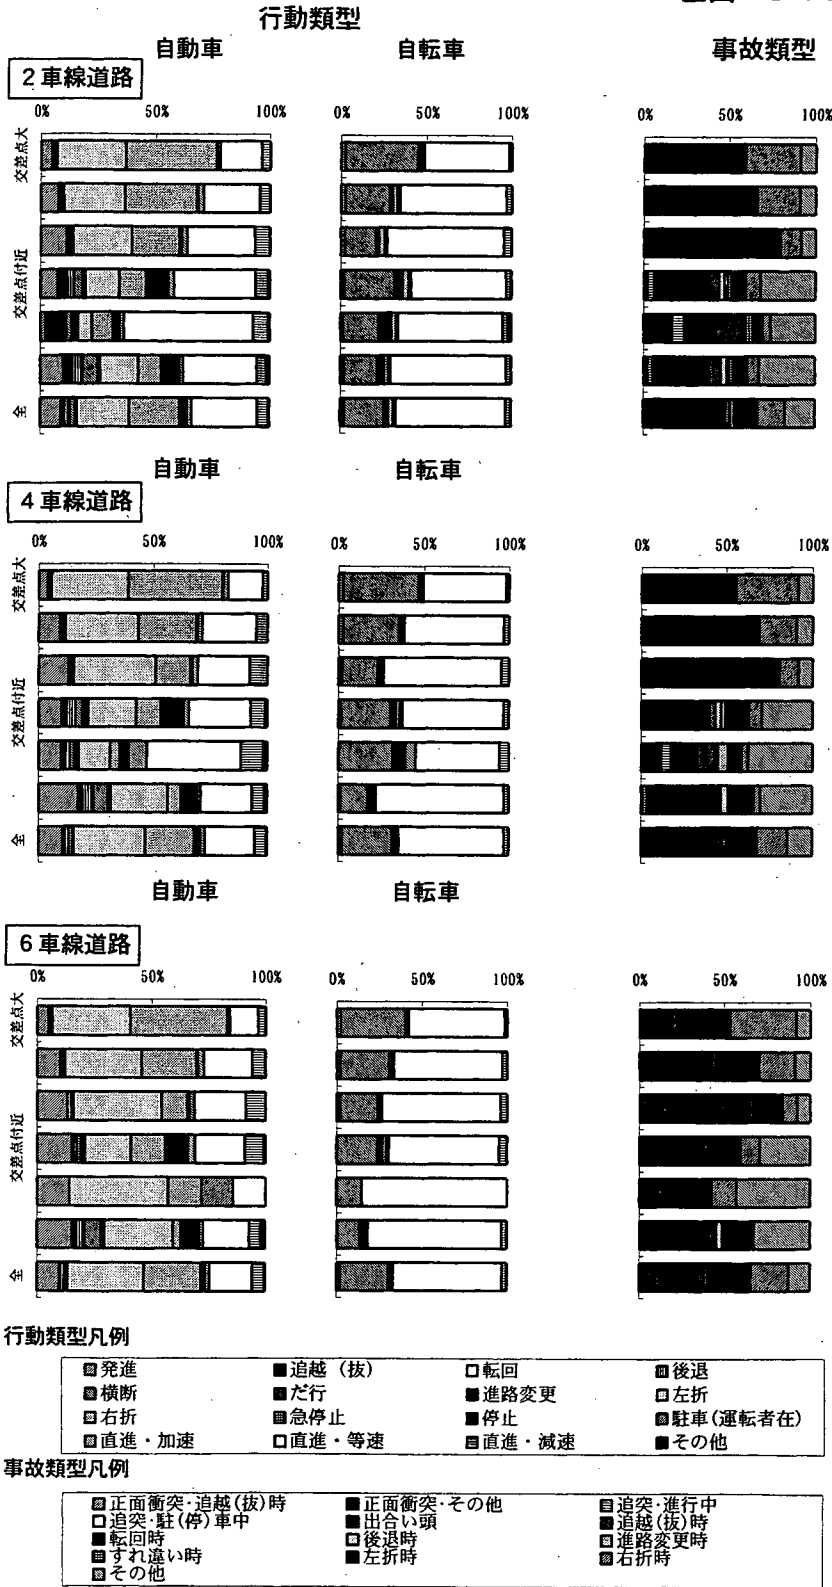 行動類型
自動車 自転車 事故類型
2車線道路
0% 50% 100% 0% 50% 100% 0% 50% 100%
交差点大
交差点付近
全
自動車 自転車
4車線道路
0% 50% 100% 0% 50% 100% 0% 50% 100%
交差点大
交差点付近
全
自動車 自転車
6車線道路
0% 50% 100% 0% 50% 100% 0% 50% 100%
交差点大
交差点付近
全
行動類型凡例
発進 追越(抜) 転回 後退
横断 だ行 進路変更 左折
右折 急停止 停止 駐車(運転者在)
直進・加速 直進・等速 直進・減速 その他
事故類型凡例
正面衝突・追越(抜)時 正面衝突・その他 追突・進行中
追突・駐(停)車中 出合い頭 追越(抜)時
転回時 後退時 進路変更時
すれ違い時 左折時 右折時
その他